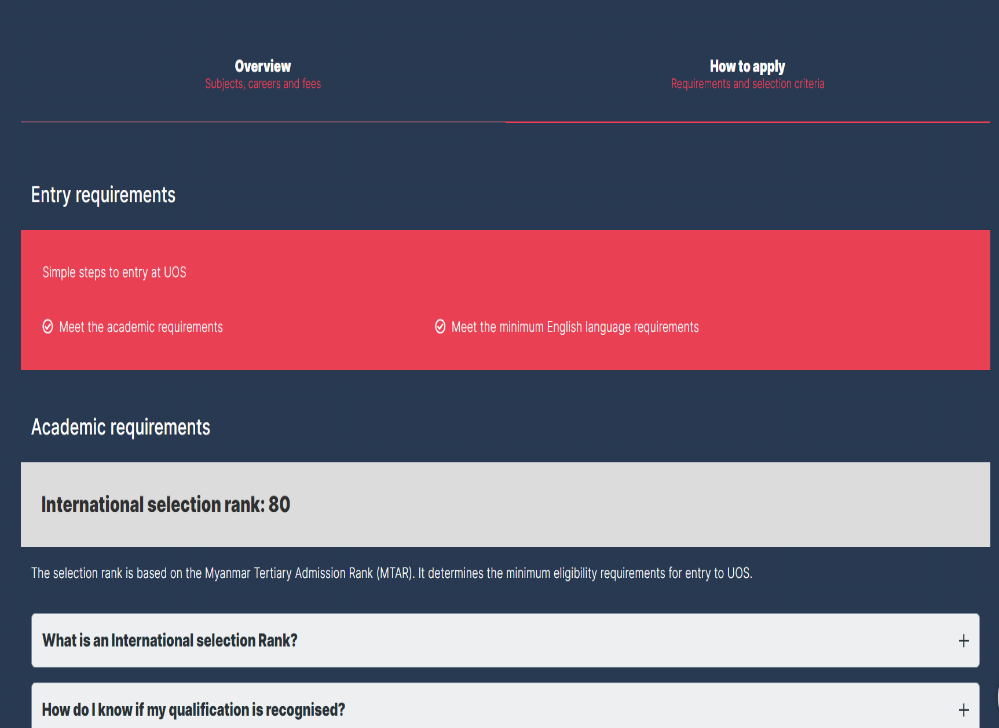 Overview
Subjects, careers and fees
How to apply
Requirements and selection criteria
Entry requirements
Simple steps to entry at UOS
Meet the academic requirements
Meet the minimum English language requirements
Academic requirements
International selection rank: 80
The selection rank is based on the Myanmar Tertiary Admission Rank (MTAR). It determines the minimum eligibility requirements for entry to UOS.
What is an International selection Rank?
How do I know if my qualification is recognised?